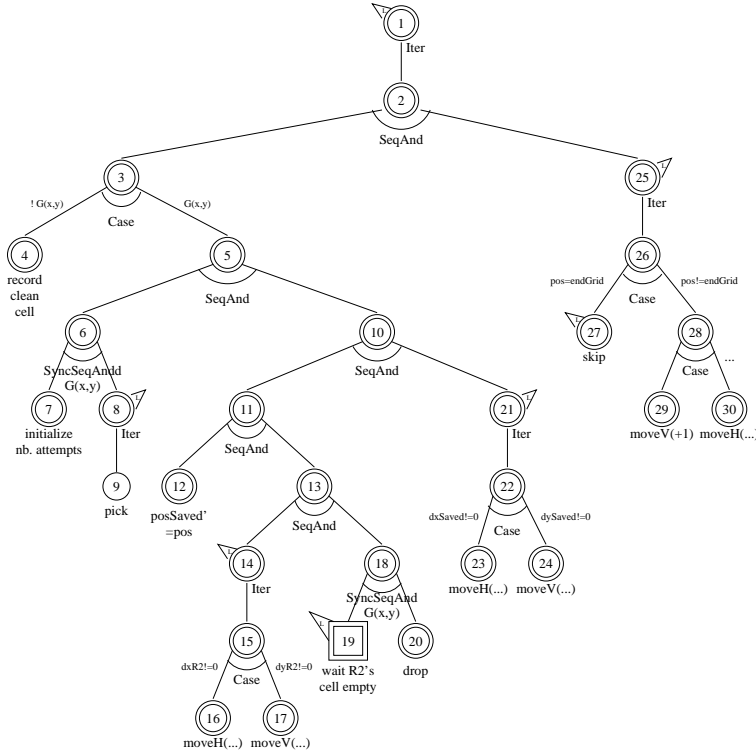 L
1
Iter
2
SeqAnd
3
! G(x,y)
G(x,y)
Case
4
record
clean
cell
5
SeqAnd
6
SyncSeqAndd
G(x,y)
7
initialize
nb. attempts
8
L
Iter
9
pick
10
SeqAnd
11
SeqAnd
12
posSaved'
=pos
13
SeqAnd
L
14
Iter
15
dxR2!=0
dyR2!=0
Case
16
moveH(...)
17
moveV(...)
18
SyncSeqAnd
G(x,y)
L
19
wait R2's
cell empty
20
drop
21
L
Iter
22
dxSaved!=0
dySaved!=0
Case
23
moveH(...)
24
moveV(...)
25
L
Iter
26
pos=endGrid
pos!=endGrid
Case
L
27
skip
28
...
Case
29
moveV(+1)
30
moveH(...)